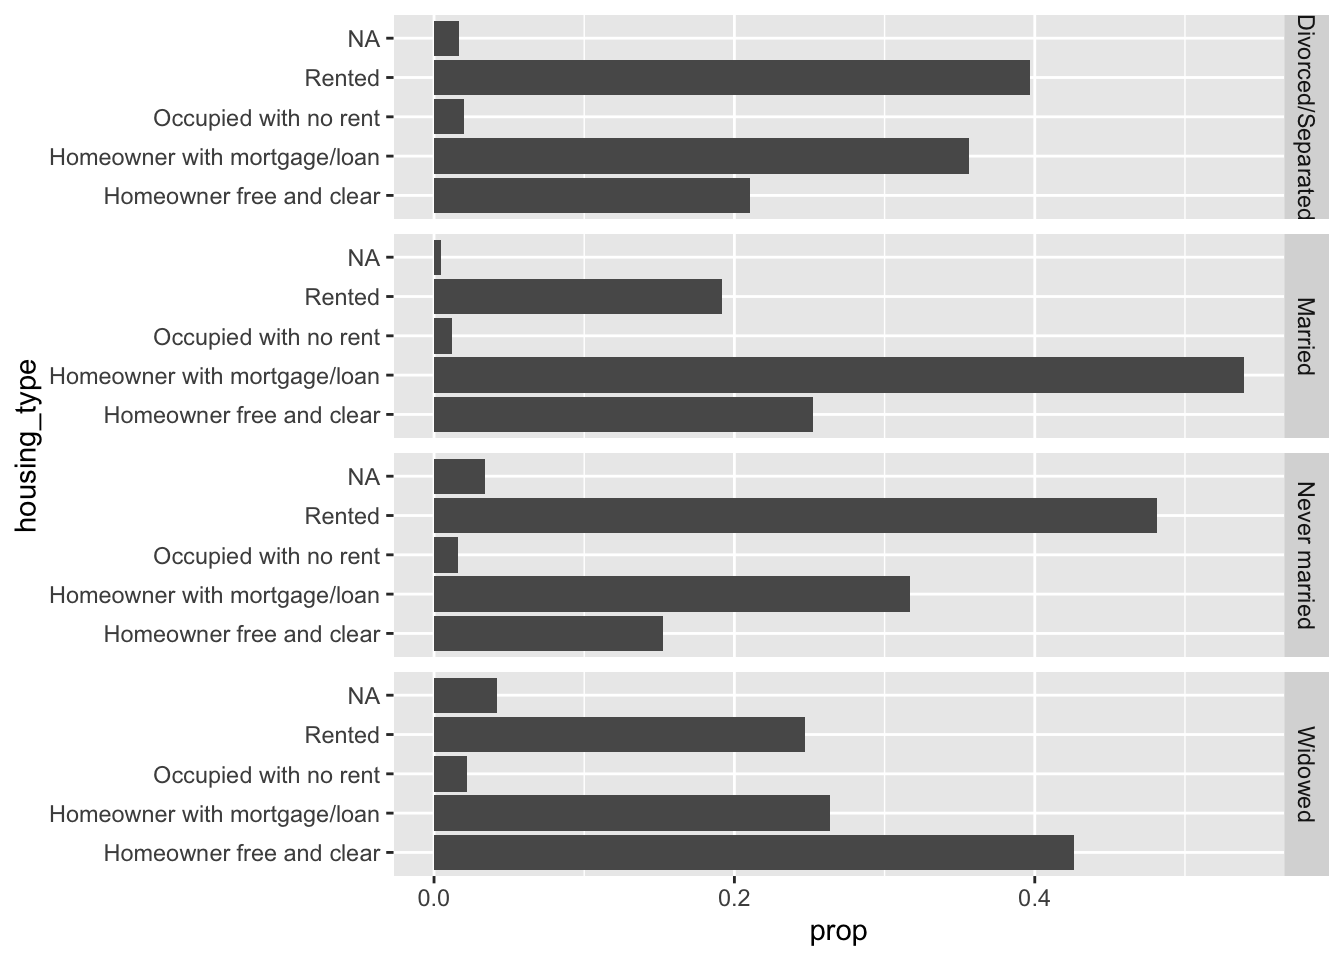 NA
Rented
Occupied with no rent
Homeowner with mortgage/loan
Homeowner free and clear
Divorced/Separated
NA
Rented
Occupied with no rent
Homeowner with mortgage/loan
Homeowner free and clear
Married
NA
Rented
Occupied with no rent
Homeowner with mortgage/loan
Homeowner free and clear
Never married
NA
Rented
Occupied with no rent
Homeowner with mortgage/loan
Homeowner free and clear
Widowed
housing_type
0.0 0.2 0.4
prop